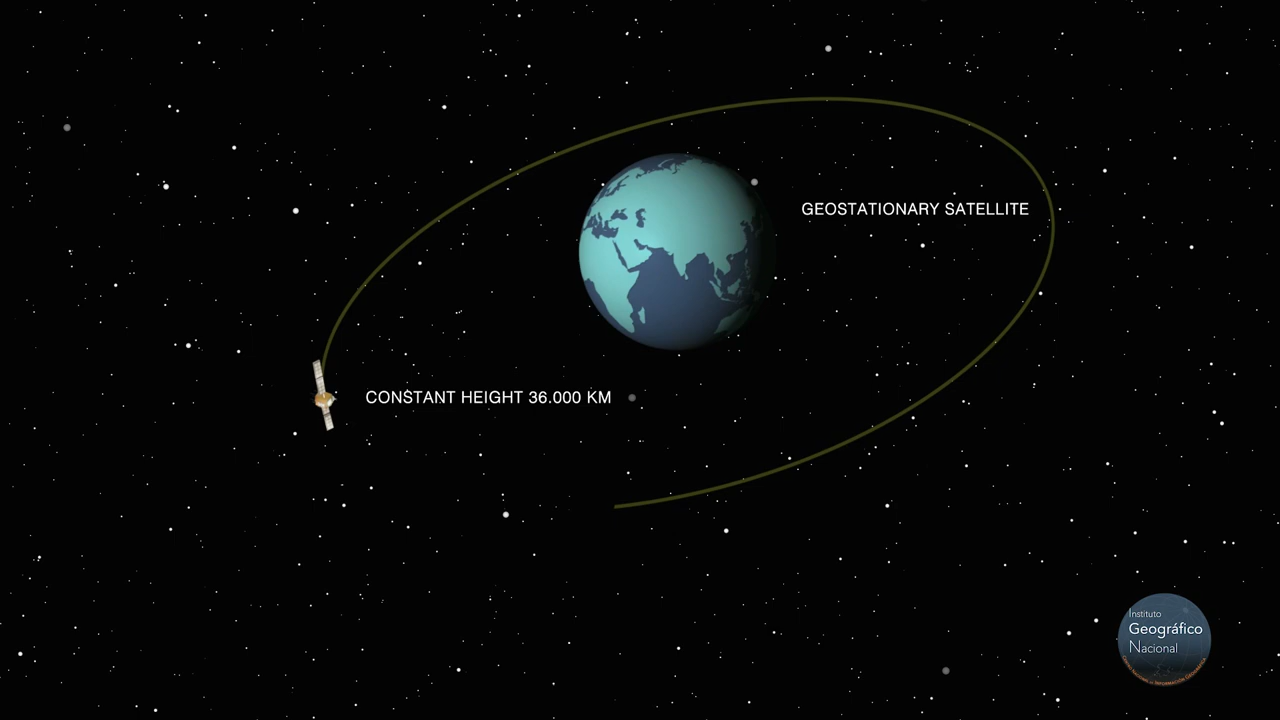 GEOSTATIONARY SATELLITE
CONSTANT HEIGHT 36.000 KM
Instituto
Geográfico
Nacional